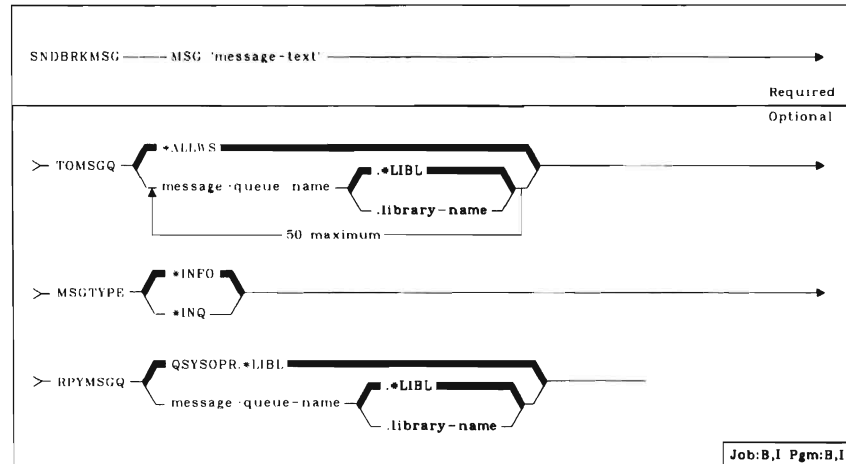 SNDBRKMSG MSG 'message-text'
Required
Optional
*ALLWS
TOMSGQ
message-queue-name
.*LIBL
.library-name
50 maximum
*INFO
MSGTYPE
*INQ
QSYSOPR.*LIBL
RPYMSGQ
message-queue-name
.*LIBL
.library-name
Job:B,I Pgm:B,I